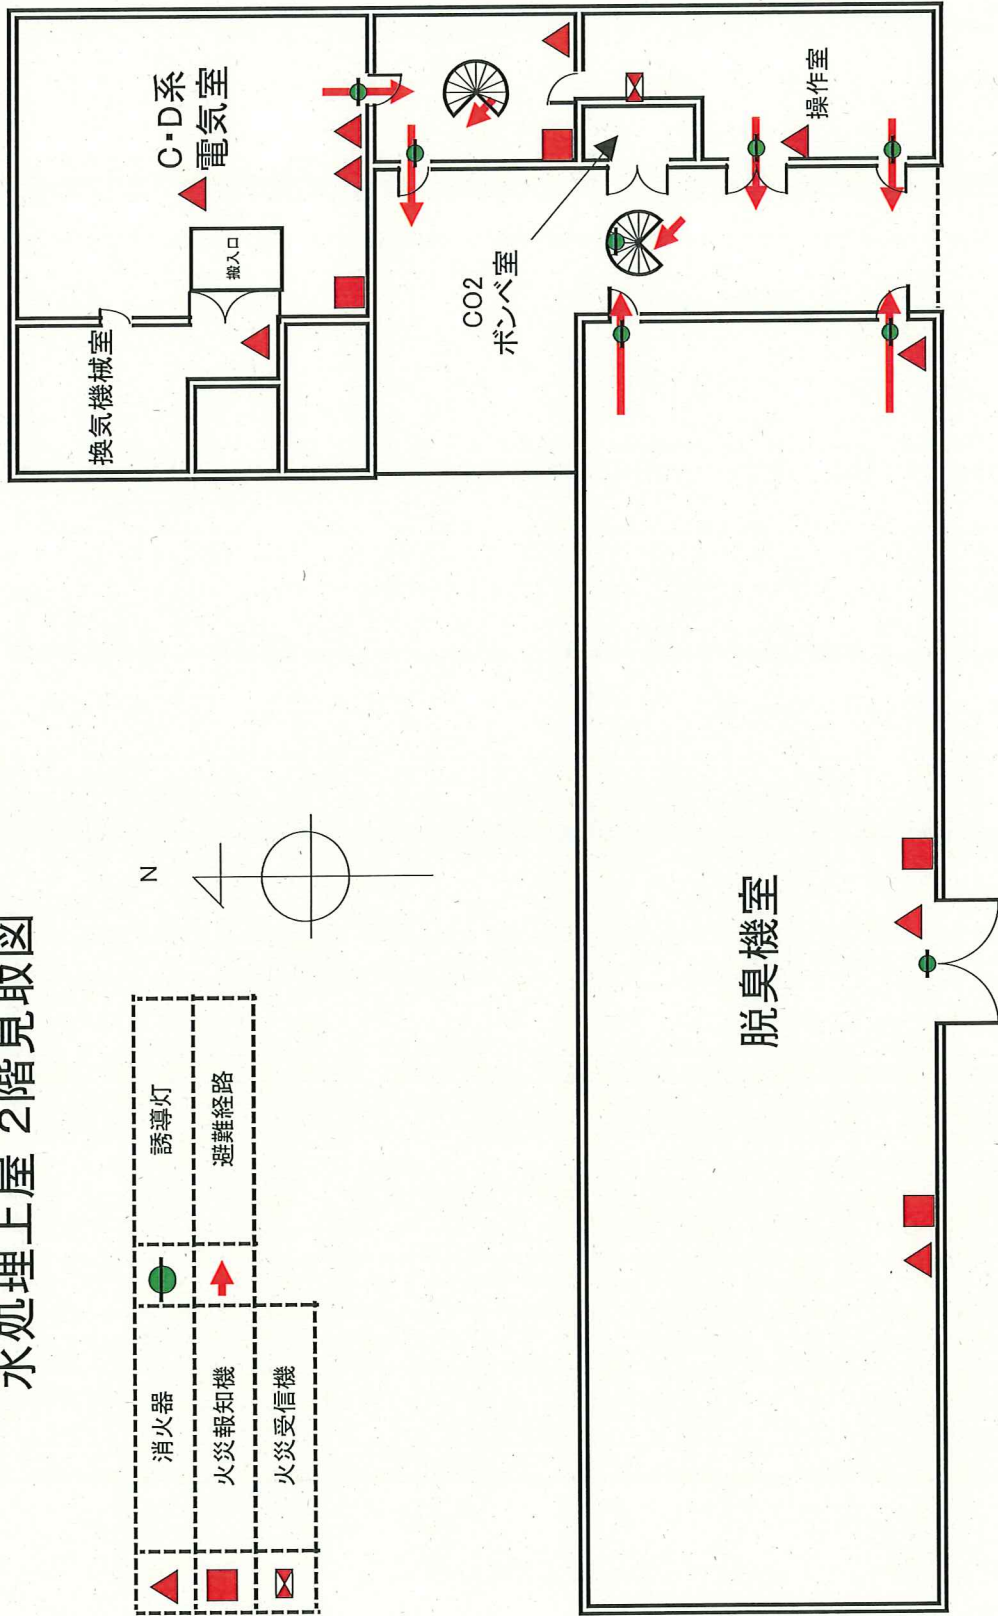 水処理上屋 2階見取図
消火器
誘導灯
火災報知機
避難経路
火災受信機
N
換気機械室
搬入口
C・D系
電気室
CO2
ボンベ室
操作室
脱臭機室